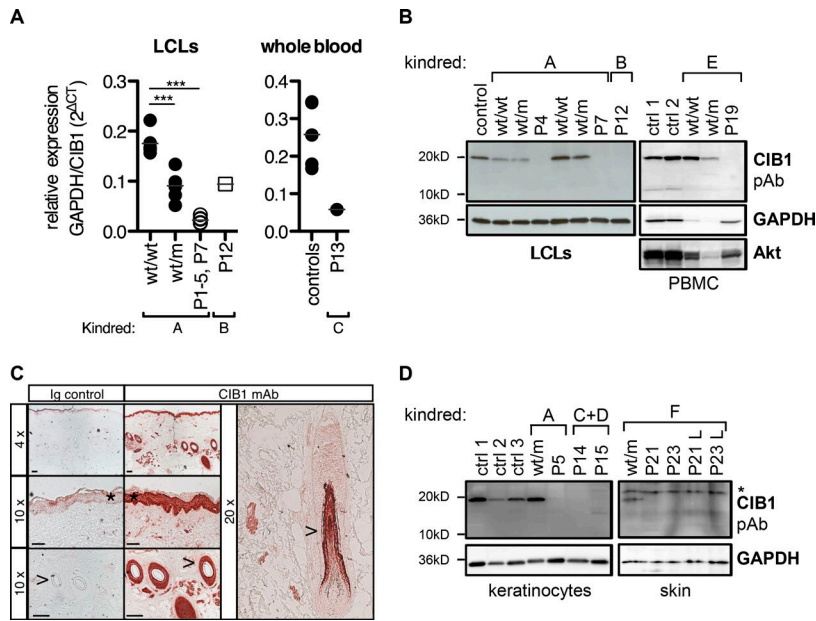 A
LCLs
whole blood
relative expression
GAPDH/CIB1 (2^ΔCT)
0.3
0.2
0.1
0.0
***
***
0.4
0.3
0.2
0.1
0.0
wt/wt
wt/m
P1-5, P7
P12
controls
P13
Kindred: A B C
B
kindred: A B E
control
wt/wt
wt/m
P4
wt/wt
wt/m
P7
P12
ctrl 1
ctrl 2
wt/wt
wt/m
P19
20kD
10kD
36kD
CIB1
pAb
GAPDH
Akt
LCLs
PBMC
C
Ig control
CIB1 mAb
4 x
10 x
10 x
20 x
*
*
>
>
>
D
kindred: A C+D F
ctrl 1
ctrl 2
ctrl 3
wt/m
P5
P14
P15
wt/m
P21
P23
P21 L
P23 L
20kD
10kD
36kD
*
CIB1
pAb
GAPDH
keratinocytes
skin